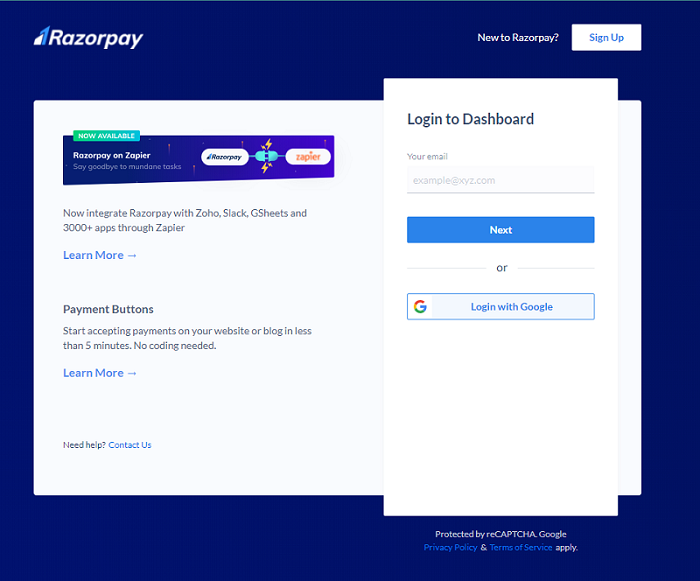 Razorpay
New to Razorpay? Sign Up
NOW AVAILABLE
Razorpay on Zapier
Say goodbye to mundane tasks
Razorpay
zapier
Now integrate Razorpay with Zoho, Slack, GSheets and
3000+ apps through Zapier
Learn More →
Payment Buttons
Start accepting payments on your website or blog in less
than 5 minutes. No coding needed.
Learn More →
Need help? Contact Us
Login to Dashboard
Your email
example@xyz.com
Next
or
Login with Google
Protected by reCAPTCHA. Google
Privacy Policy & Terms of Service apply.